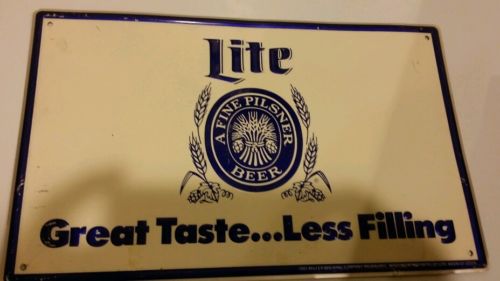 Lite
A FINE PILSNER
BEER
Great Taste...Less Filling